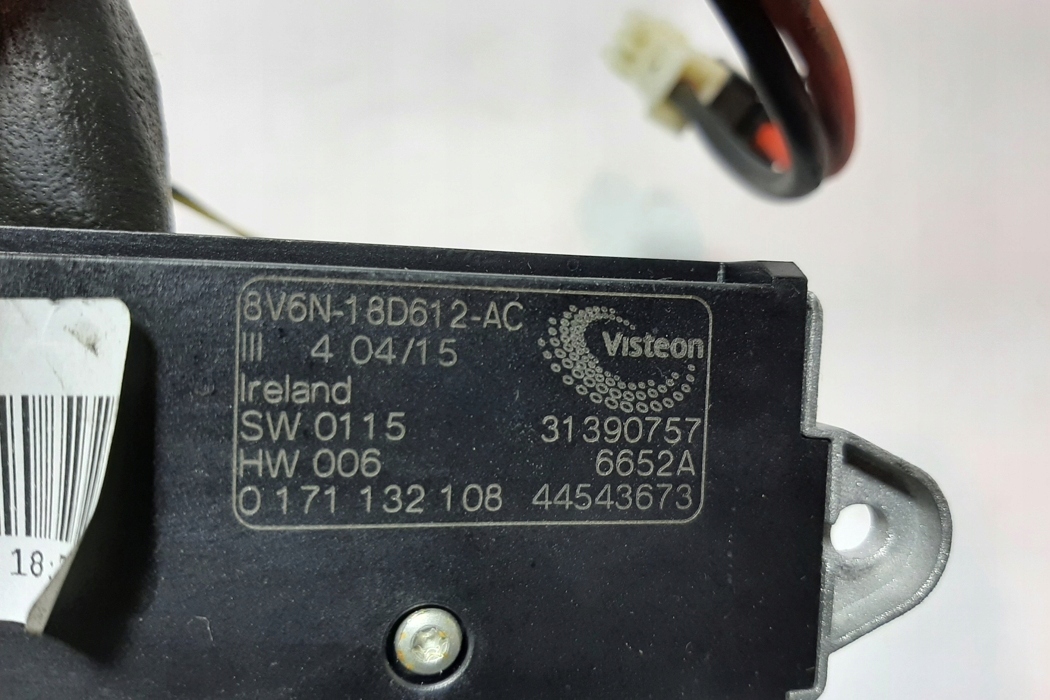 8V6N-18D612-AC
III 4 04/15
Visteon
Ireland
SW 0115 31390757
HW 006 6652A
0 171 132 108 44543673
18: